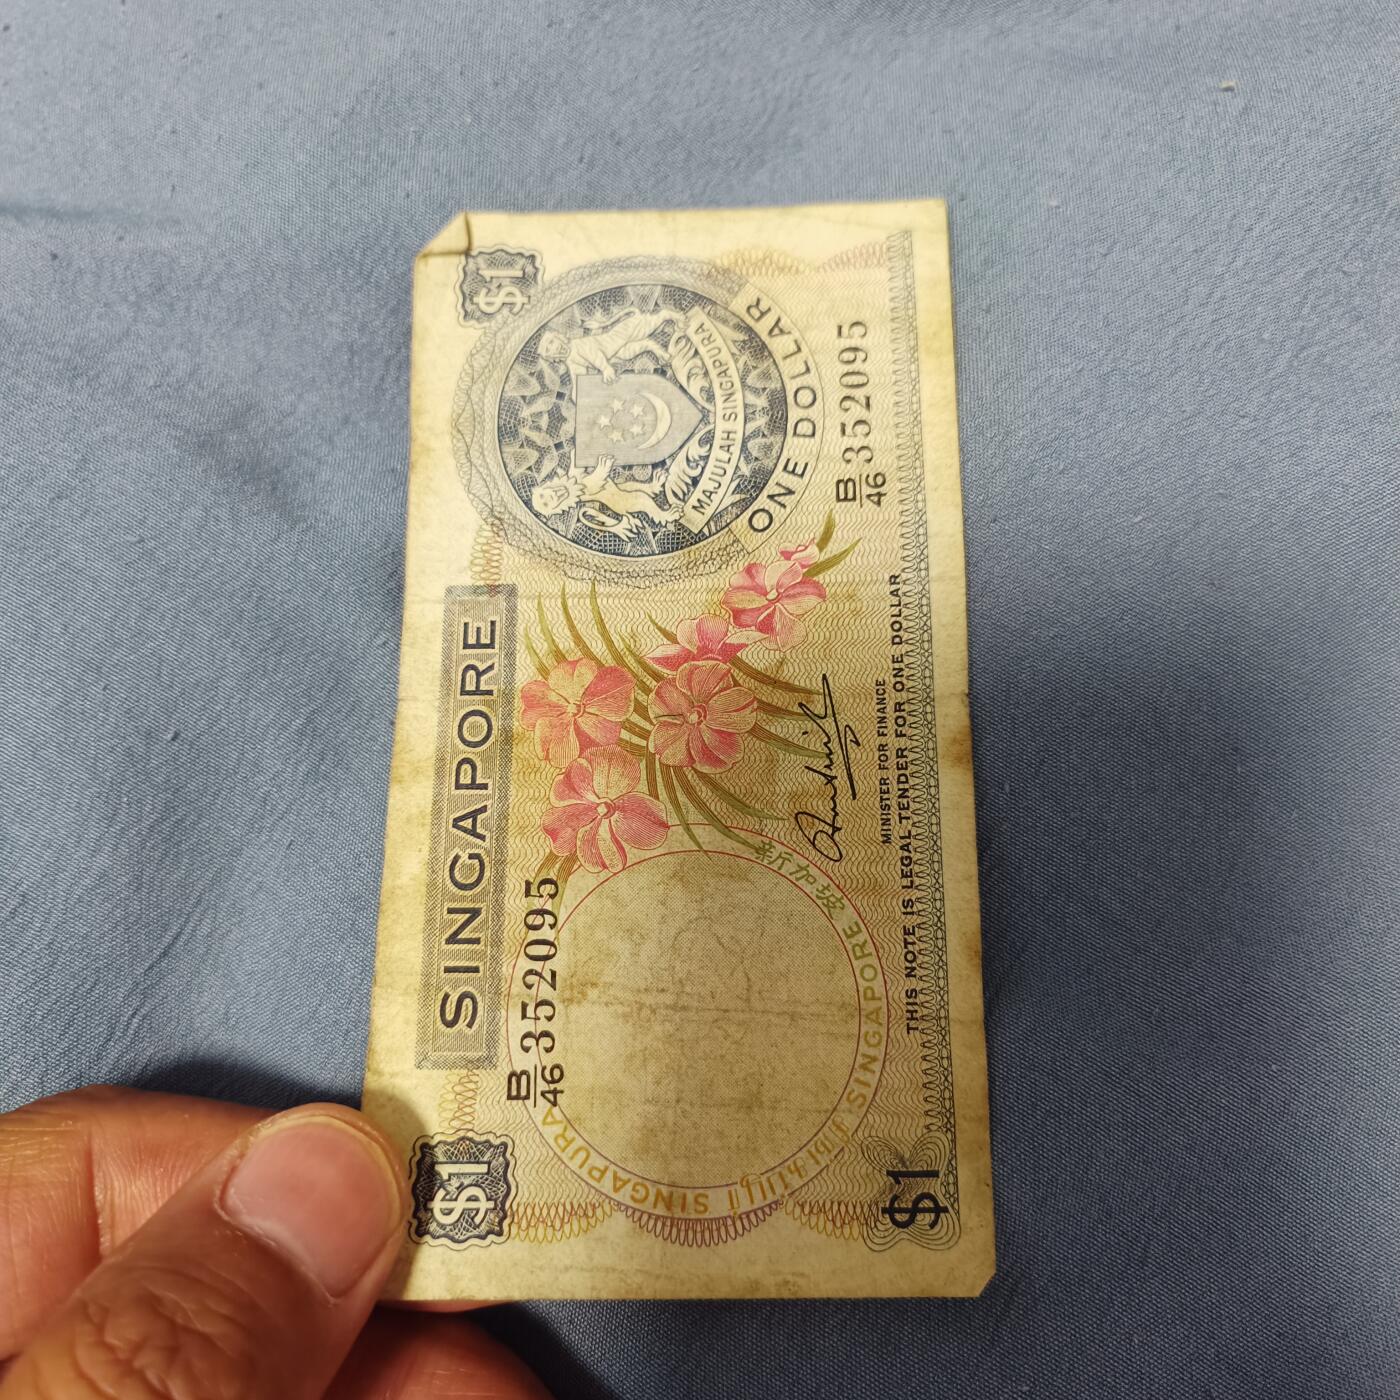 SINGAPORE
$1
$1
B/46 352095
MAJULAH SINGAPURA
ONE DOLLAR
B/46 352095
新加坡
SINGAPORE
SINGAPURA
MINISTER FOR FINANCE
THIS NOTE IS LEGAL TENDER FOR ONE DOLLAR
$1